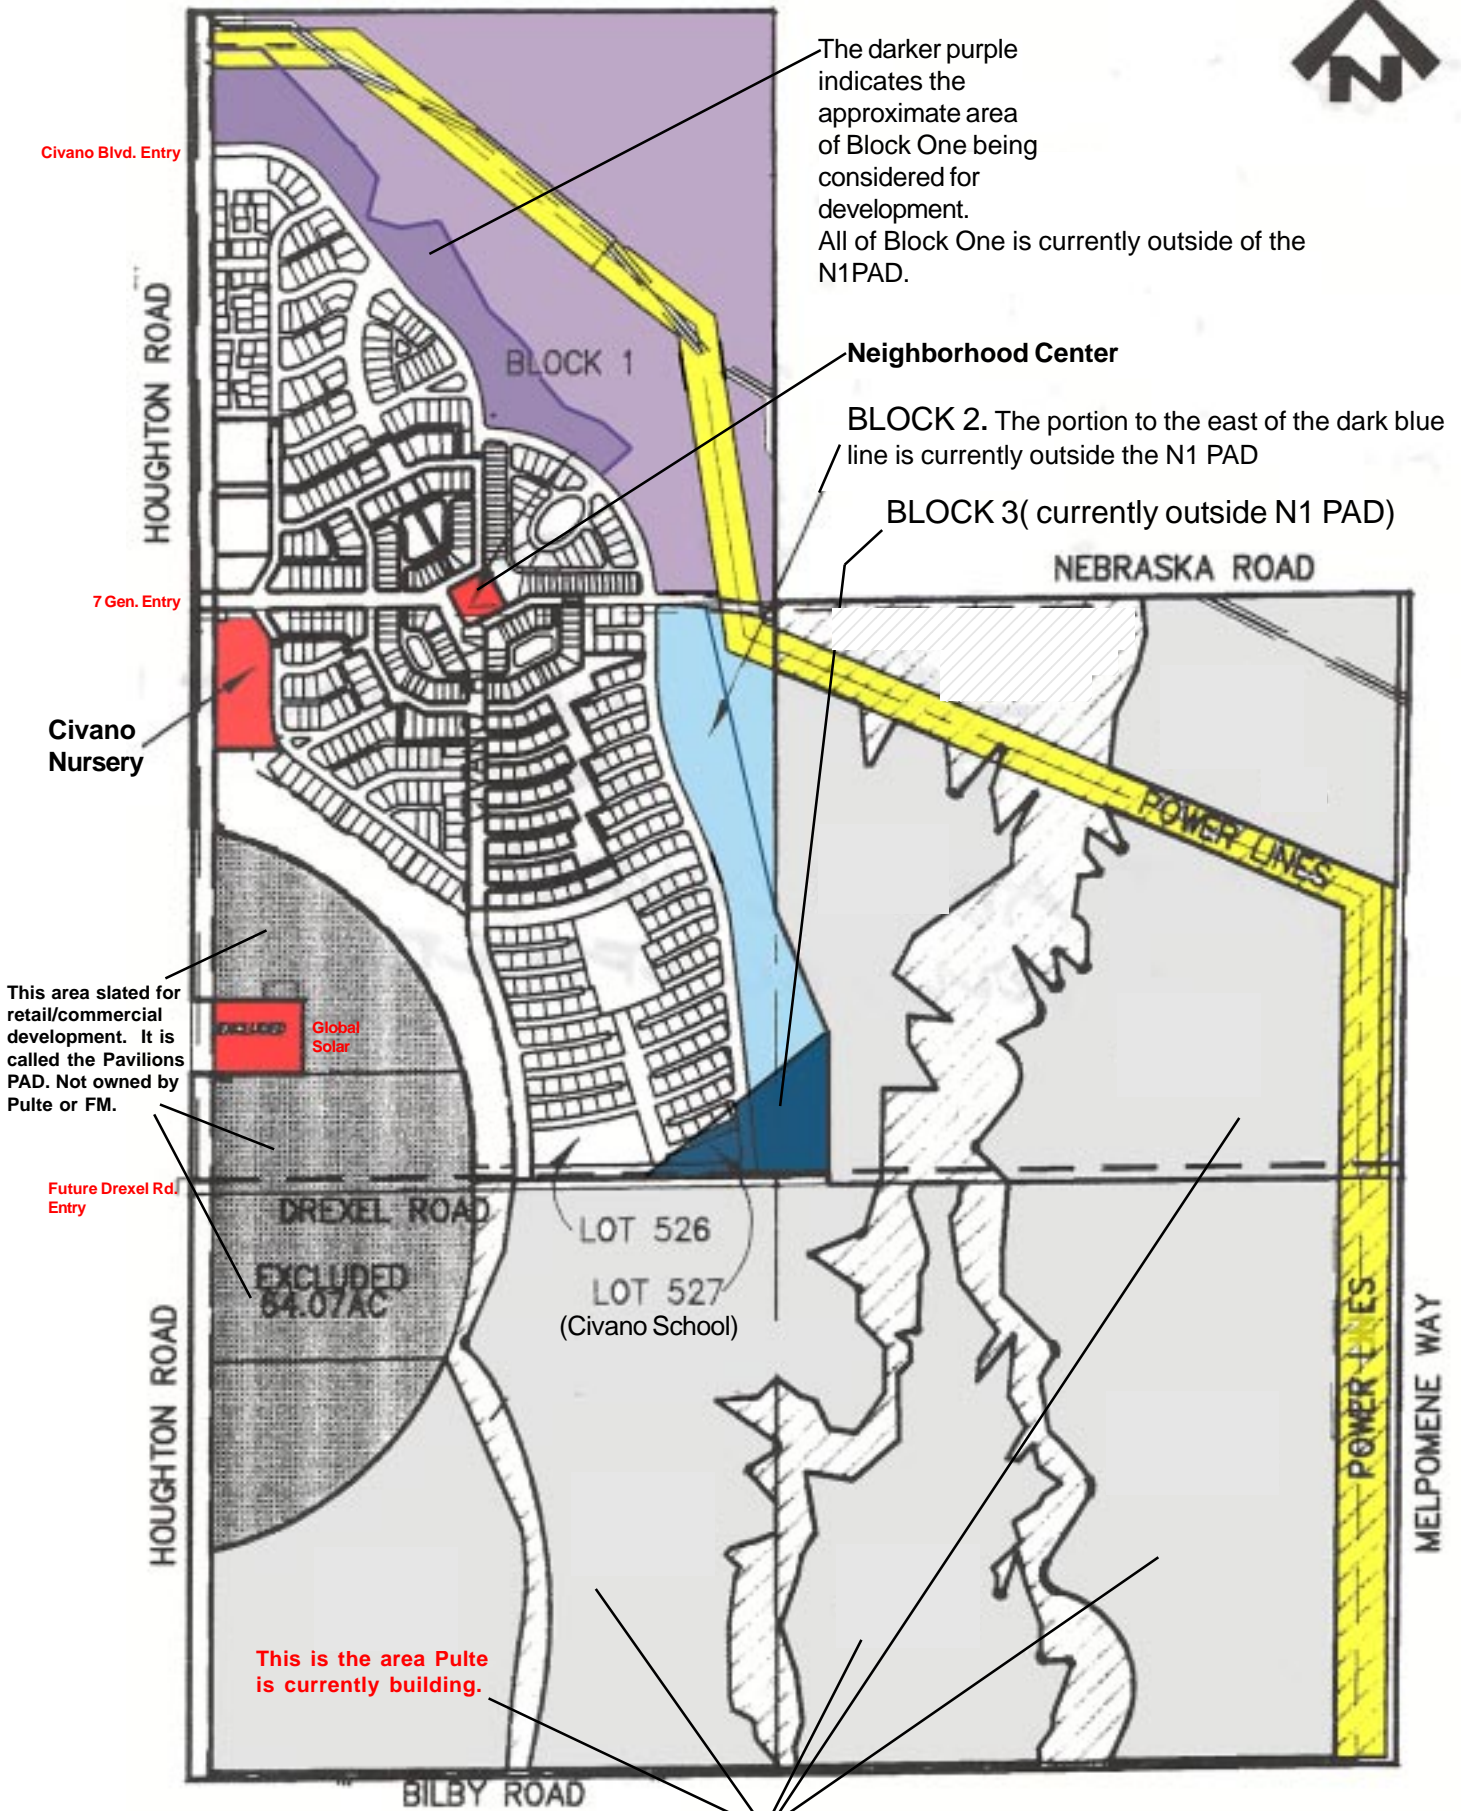 N
The darker purple
indicates the
approximate area
of Block One being
considered for
development.
All of Block One is currently outside of the
N1PAD.
Civano Blvd. Entry
HOUGHTON ROAD
BLOCK 1
Neighborhood Center
BLOCK 2. The portion to the east of the dark blue
line is currently outside the N1 PAD
BLOCK 3( currently outside N1 PAD)
NEBRASKA ROAD
7 Gen. Entry
Civano
Nursery
POWER LINES
This area slated for
retail/commercial
development. It is
called the Pavilions
PAD. Not owned by
Pulte or FM.
EXCLUDED
Global
Solar
Future Drexel Rd.
Entry
DREXEL ROAD
LOT 526
EXCLUDED
64.07AC
LOT 527
(Civano School)
HOUGHTON ROAD
POWER LINES
MELPOMENE WAY
This is the area Pulte
is currently building.
BILBY ROAD